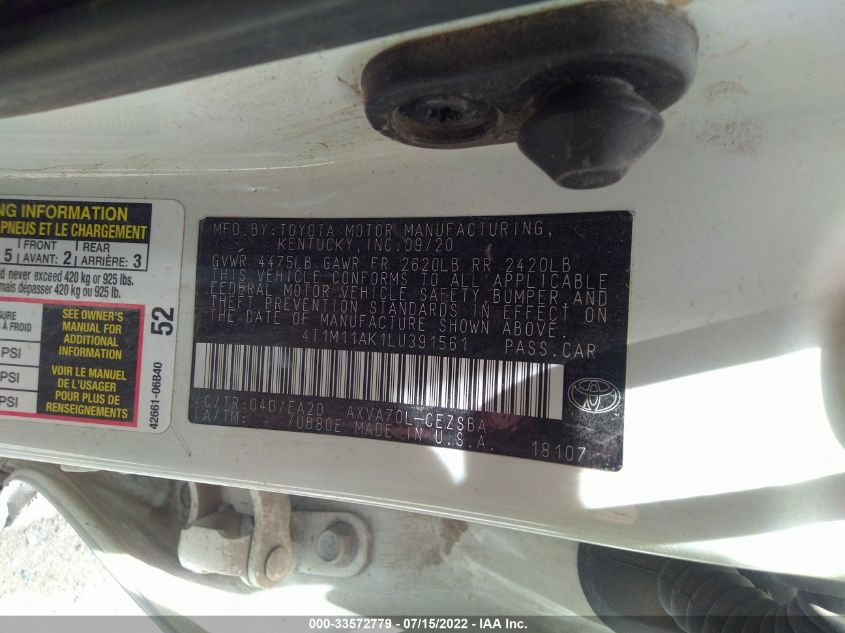 NG INFORMATION
PNEUS ET LE CHARGEMENT
5 FRONT AVANT: 2 REAR ARRIÈRE: 3
d never exceed 420 kg or 925 lbs.
mais dépasser 420 kg ou 925 lb.
SURE
À FROID
PSI
PSI
PSI
SEE OWNER'S
MANUAL FOR
ADDITIONAL
INFORMATION
VOIR LE MANUEL
DE L'USAGER
POUR PLUS DE
RENSEIGNEMENTS
52
42661-06B40
MFD.BY:TOYOTA MOTOR MANUFACTURING,
KENTUCKY, INC.09/20
GVWR 4475LB GAWR FR 2620LB RR 2420LB
THIS VEHICLE CONFORMS TO ALL APPLICABLE
FEDERAL MOTOR VEHICLE SAFETY, BUMPER, AND
THEFT PREVENTION STANDARDS IN EFFECT ON
THE DATE OF MANUFACTURE SHOWN ABOVE.
4T1M11AK1LU391561 PASS.CAR
C/TR:040/EA20 AXVA70L-CEZSBA
A/TM: 7UB80E MADE IN U.S.A.
18107
000-33572779 - 07/15/2022 - IAA Inc.